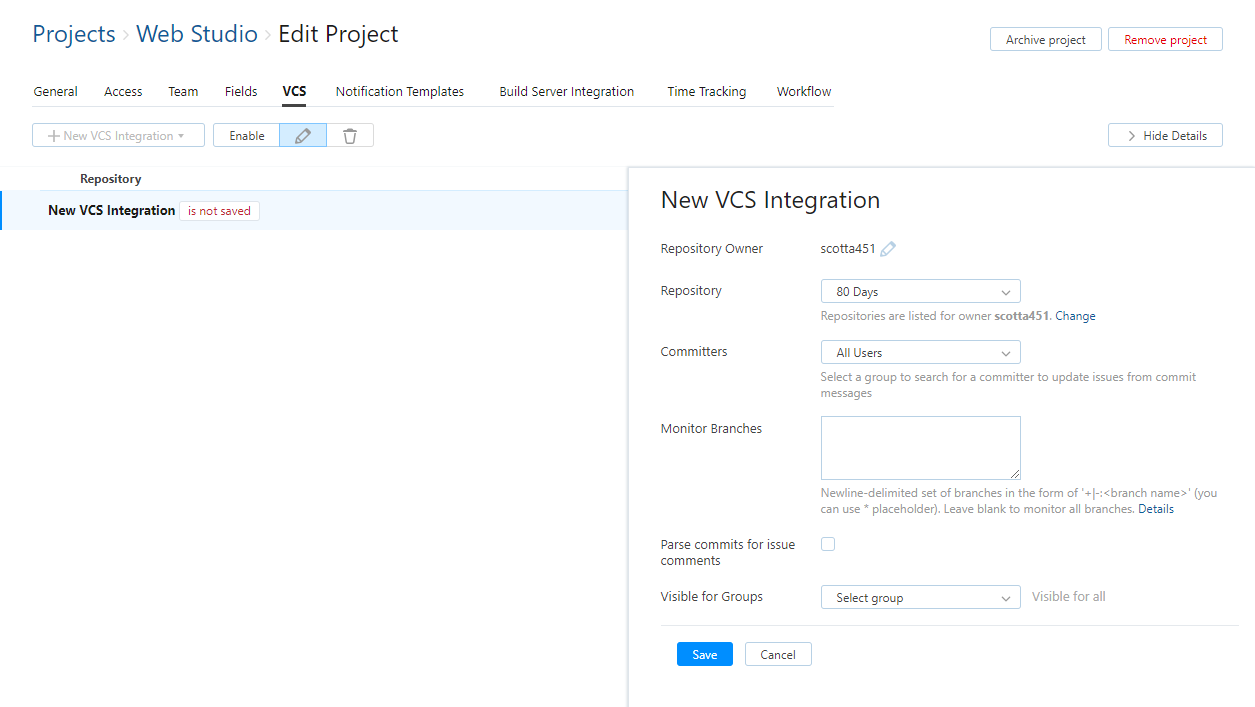 Projects › Web Studio › Edit Project
Archive project
Remove project
General Access Team Fields VCS Notification Templates Build Server Integration Time Tracking Workflow
New VCS Integration
Enable
Hide Details
Repository
New VCS Integration is not saved
New VCS Integration
Repository Owner scotta451
Repository 80 Days
Repositories are listed for owner scotta451. Change
Committers All Users
Select a group to search for a committer to update issues from commit
messages
Monitor Branches
Newline-delimited set of branches in the form of '+|-:<branch name>' (you
can use * placeholder). Leave blank to monitor all branches. Details
Parse commits for issue
comments
Visible for Groups Select group Visible for all
Save Cancel